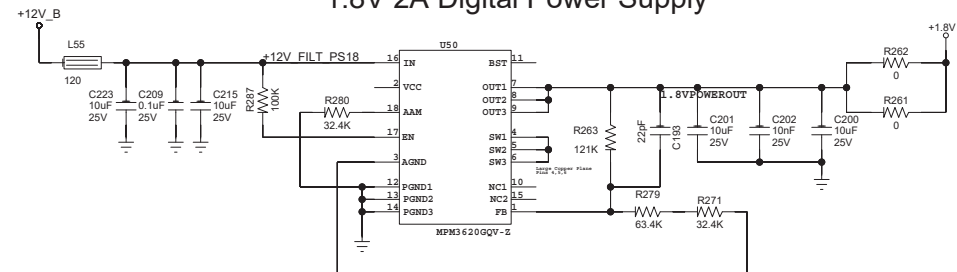 1.8V 2A Digital Power Supply
+12V_B
+1.8V
L55
120
+12V_FILT_PS18
C223
10uF
25V
C209
0.1uF
25V
C215
10uF
25V
R287
100K
R280
32.4K
U50
16 IN
2 VCC
18 AAM
17 EN
3 AGND
12 PGND1
13 PGND2
14 PGND3
BST 11
OUT1 7
OUT2 8
OUT3 9
SW1 4
SW2 5
SW3 6
NC1 10
NC2 15
FB 1
MPM3620GQV-Z
Large Copper Plane
Pins 4,5,6
1.8VPOWEROUT
R263
121K
22pF
C193
C201
10uF
25V
C202
10nF
25V
C200
10uF
25V
R262
0
R261
0
R279
63.4K
R271
32.4K